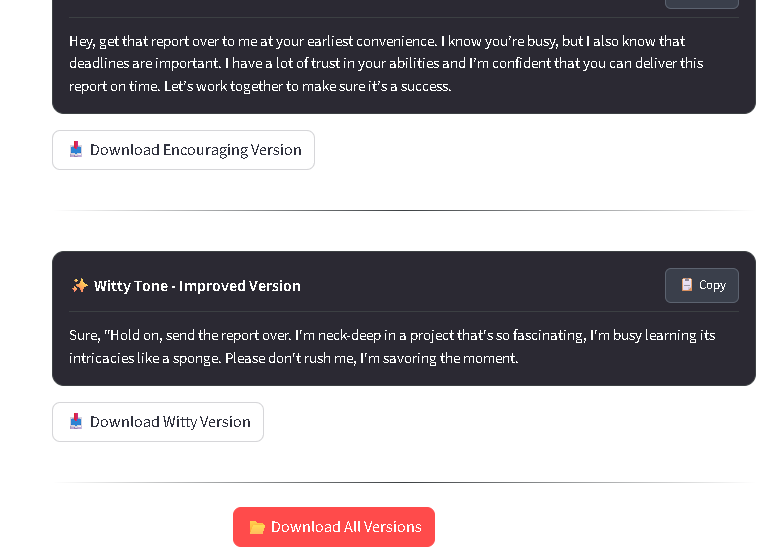 Hey, get that report over to me at your earliest convenience. I know you’re busy, but I also know that
deadlines are important. I have a lot of trust in your abilities and I’m confident that you can deliver this
report on time. Let’s work together to make sure it’s a success.
Download Encouraging Version
✨ Witty Tone - Improved Version
Copy
Sure, "Hold on, send the report over. I'm neck-deep in a project that's so fascinating, I'm busy learning its
intricacies like a sponge. Please don't rush me, I'm savoring the moment.
Download Witty Version
Download All Versions